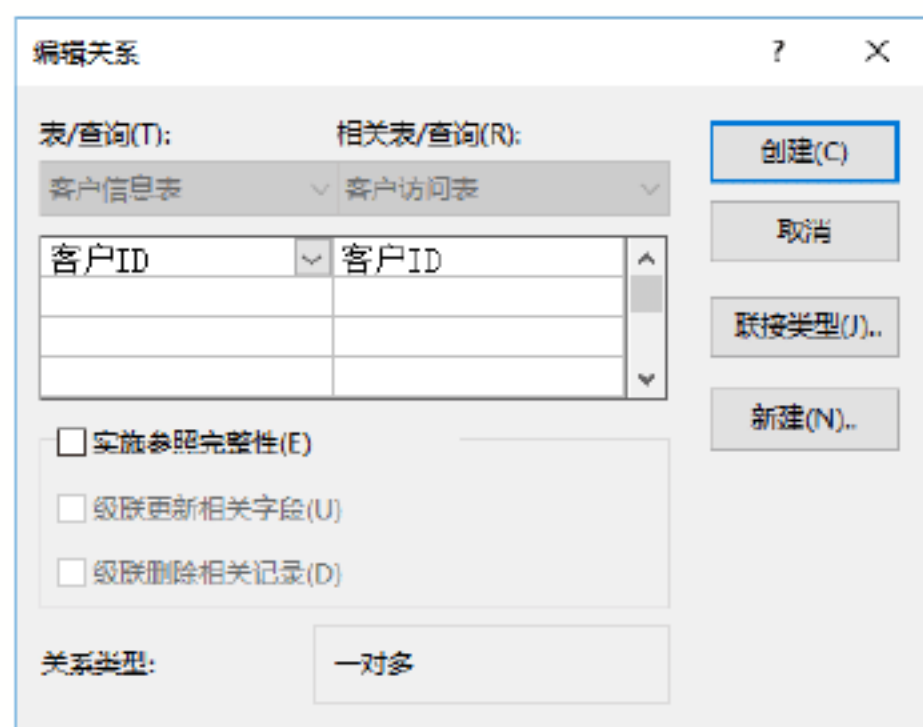 编辑关系 ?
表/查询(T): 相关表/查询(R):
创建(C)
客户信息表 客户访问表
取消
客户ID 客户ID
联接类型(J)..
新建(N)..
实施参照完整性(E)
级联更新相关字段(U)
级联删除相关记录(D)
关系类型: 一对多